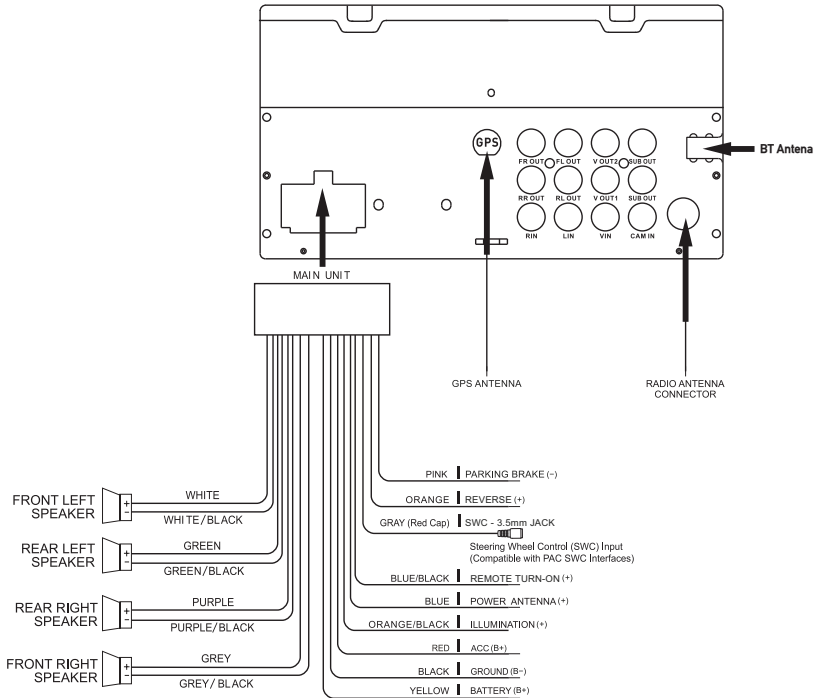 GPS
BT Antena
FR OUT FL OUT V OUT2 SUB OUT
RR OUT RL OUT V OUT1 SUB OUT
RIN LIN VIN CAM IN
MAIN UNIT
GPS ANTENNA
RADIO ANTENNA
CONNECTOR
PINK PARKING BRAKE (−)
ORANGE REVERSE (+)
GRAY (Red Cap) SWC - 3.5mm JACK
Steering Wheel Control (SWC) Input
(Compatible with PAC SWC Interfaces)
BLUE/BLACK REMOTE TURN-ON (+)
BLUE POWER ANTENNA (+)
ORANGE/BLACK ILLUMINATION (+)
RED ACC (B+)
BLACK GROUND (B−)
YELLOW BATTERY (B+)
FRONT LEFT
SPEAKER
+
−
WHITE
WHITE/BLACK
REAR LEFT
SPEAKER
+
−
GREEN
GREEN/BLACK
REAR RIGHT
SPEAKER
+
−
PURPLE
PURPLE/BLACK
FRONT RIGHT
SPEAKER
+
−
GREY
GREY/ BLACK